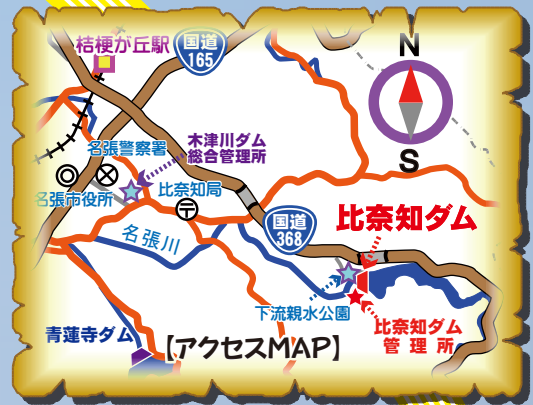 桔梗が丘駅
国道
165
N
S
名張警察署
木津川ダム
総合管理所
名張市役所
比奈知局
名張川
国道
368
比奈知ダム
下流親水公園
比奈知ダム
管理所
青蓮寺ダム
【アクセスMAP】